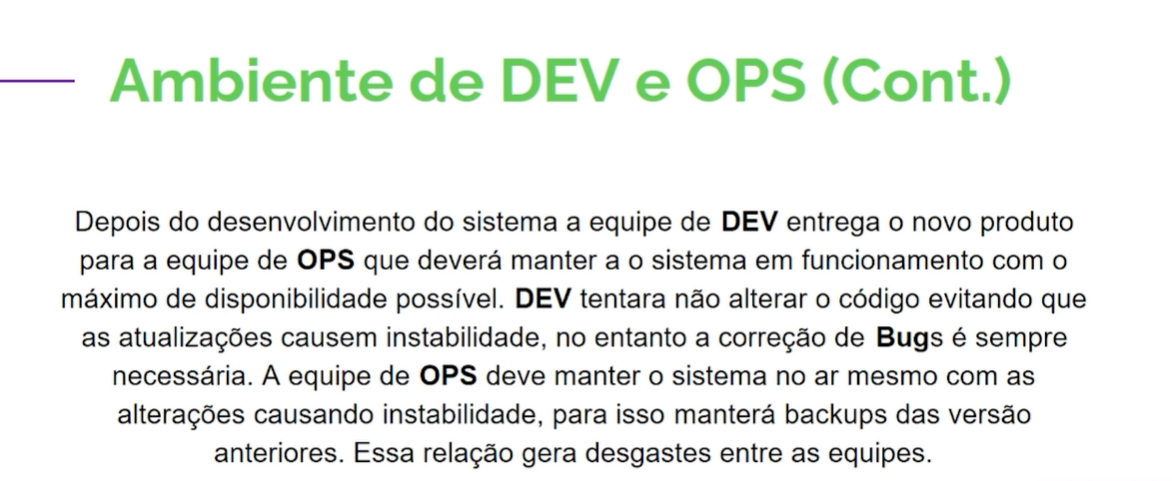 Ambiente de DEV e OPS (Cont.)
Depois do desenvolvimento do sistema a equipe de DEV entrega o novo produto
para a equipe de OPS que deverá manter a o sistema em funcionamento com o
máximo de disponibilidade possível. DEV tentara não alterar o código evitando que
as atualizações causem instabilidade, no entanto a correção de Bugs é sempre
necessária. A equipe de OPS deve manter o sistema no ar mesmo com as
alterações causando instabilidade, para isso manterá backups das versão
anteriores. Essa relação gera desgastes entre as equipes.